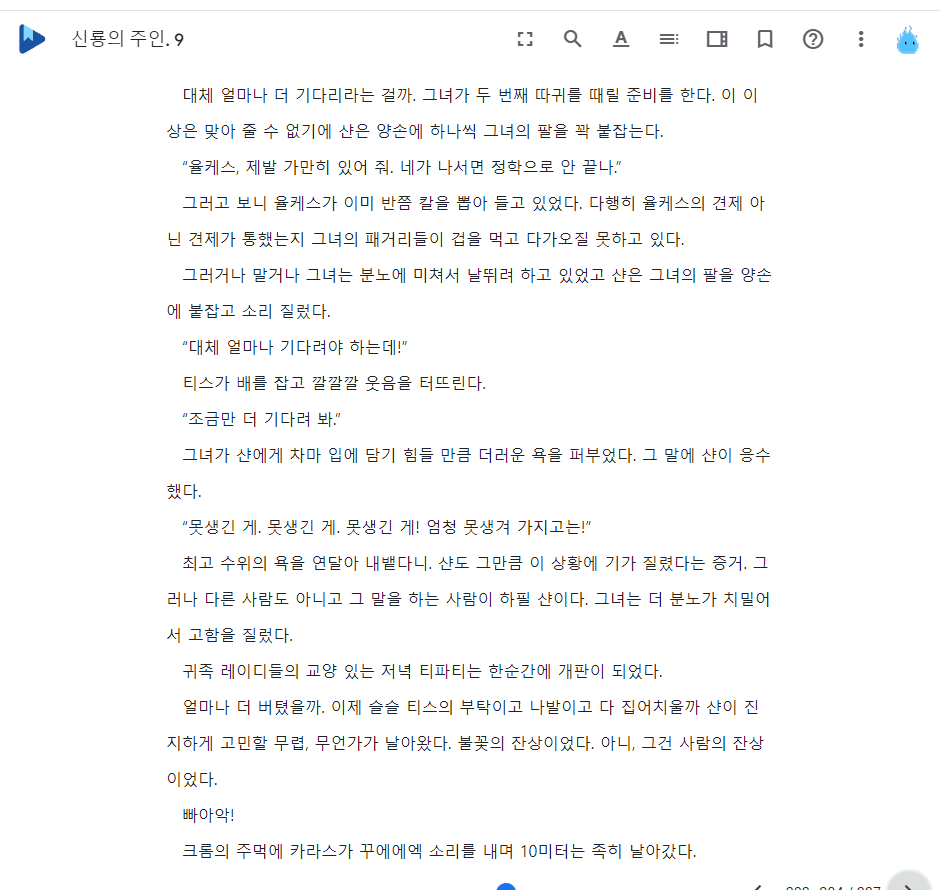 신룡의 주인. 9
대체 얼마나 더 기다리라는 걸까. 그녀가 두 번째 따귀를 때릴 준비를 한다. 이 이
상은 맞아 줄 수 없기에 샨은 양손에 하나씩 그녀의 팔을 꽉 붙잡는다.
“율케스, 제발 가만히 있어 줘. 네가 나서면 정학으로 안 끝나.”
그러고 보니 율케스가 이미 반쯤 칼을 뽑아 들고 있었다. 다행히 율케스의 견제 아
닌 견제가 통했는지 그녀의 패거리들이 겁을 먹고 다가오질 못하고 있다.
그러거나 말거나 그녀는 분노에 미쳐서 날뛰려 하고 있었고 샨은 그녀의 팔을 양손
에 붙잡고 소리 질렀다.
“대체 얼마나 기다려야 하는데!”
티스가 배를 잡고 깔깔깔 웃음을 터뜨린다.
“조금만 더 기다려 봐.”
그녀가 샨에게 차마 입에 담기 힘들 만큼 더러운 욕을 퍼부었다. 그 말에 샨이 응수
했다.
“못생긴 게. 못생긴 게. 못생긴 게! 엄청 못생겨 가지고는!”
최고 수위의 욕을 연달아 내뱉다니. 샨도 그만큼 이 상황에 기가 질렸다는 증거. 그
러나 다른 사람도 아니고 그 말을 하는 사람이 하필 샨이다. 그녀는 더 분노가 치밀어
서 고함을 질렀다.
귀족 레이디들의 교양 있는 저녁 티파티는 한순간에 개판이 되었다.
얼마나 더 버텼을까. 이제 슬슬 티스의 부탁이고 나발이고 다 집어치울까 샨이 진
지하게 고민할 무렵, 무언가가 날아왔다. 불꽃의 잔상이었다. 아니, 그건 사람의 잔상
이었다.
빠아악!
크롬의 주먹에 카라스가 꾸에에엑 소리를 내며 10미터는 족히 날아갔다.